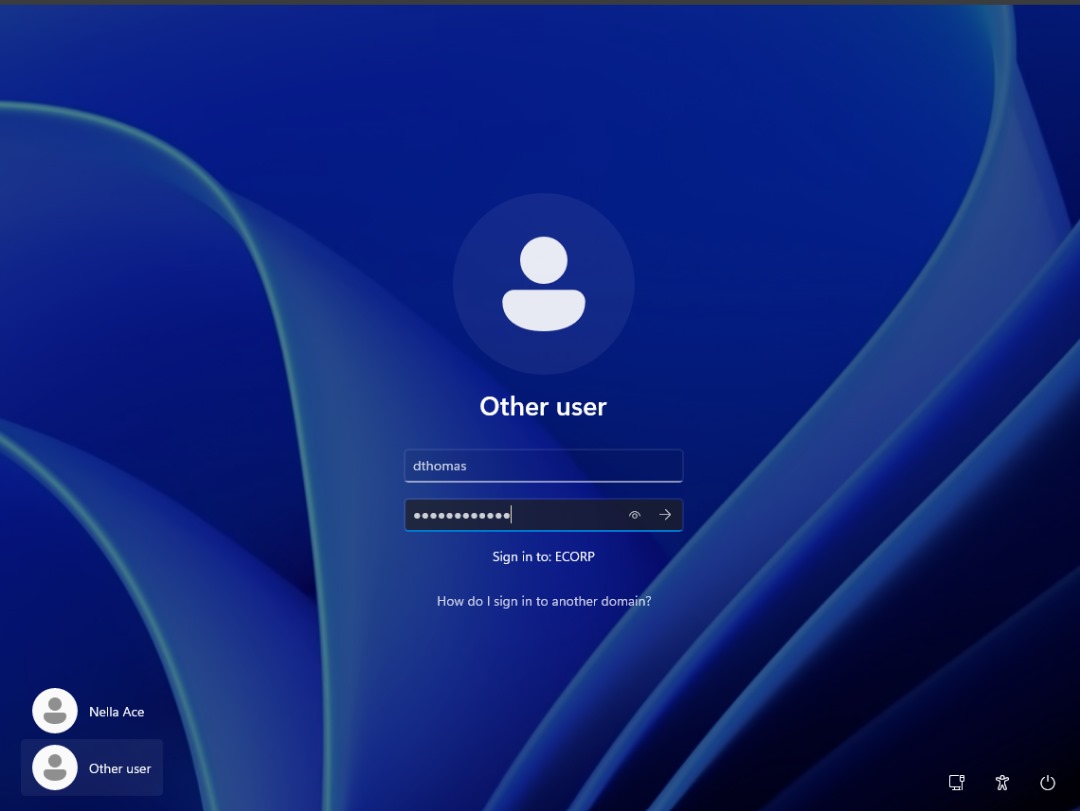 Other user
dthomas
●●●●●●●●●●●●
Sign in to: ECORP
How do I sign in to another domain?
Nella Ace
Other user